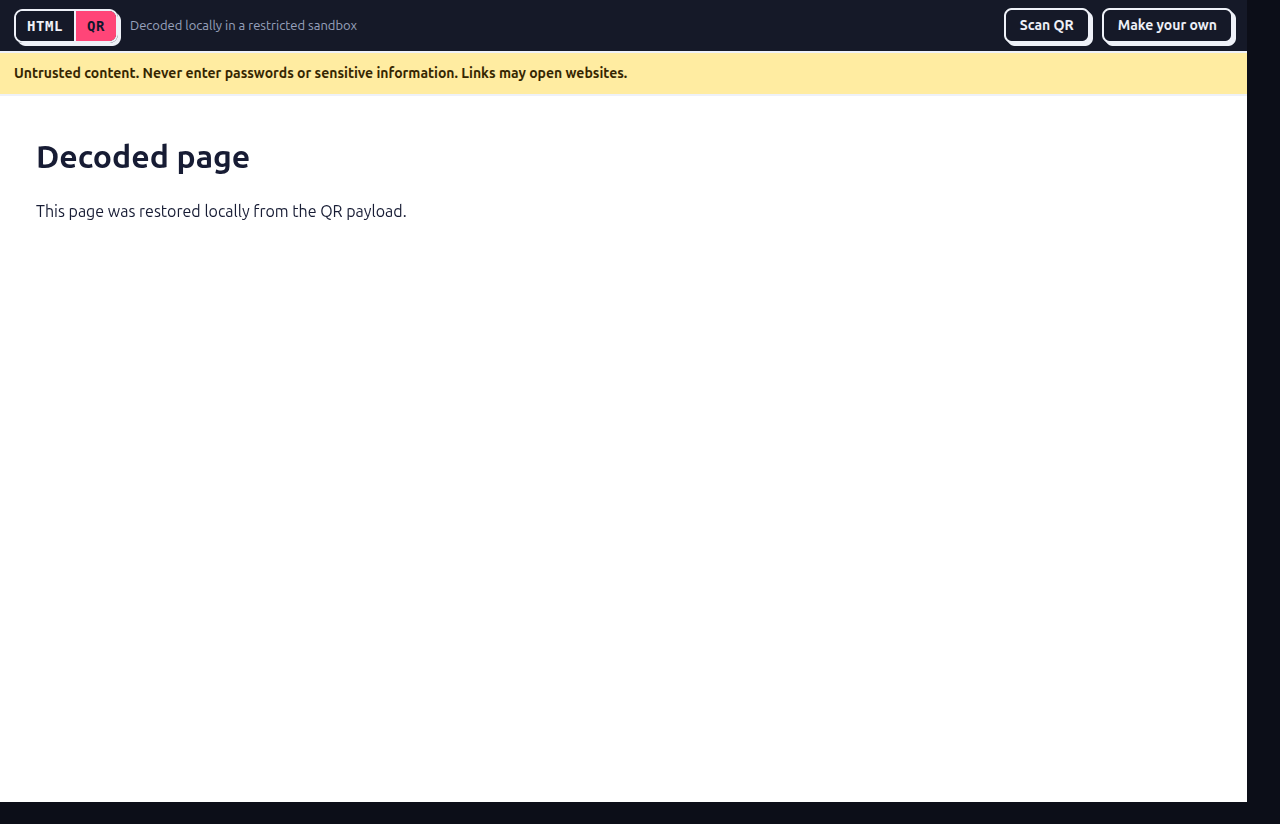 HTML QR Decoded locally in a restricted sandbox Scan QR Make your own
Untrusted content. Never enter passwords or sensitive information. Links may open websites.
Decoded page
This page was restored locally from the QR payload.